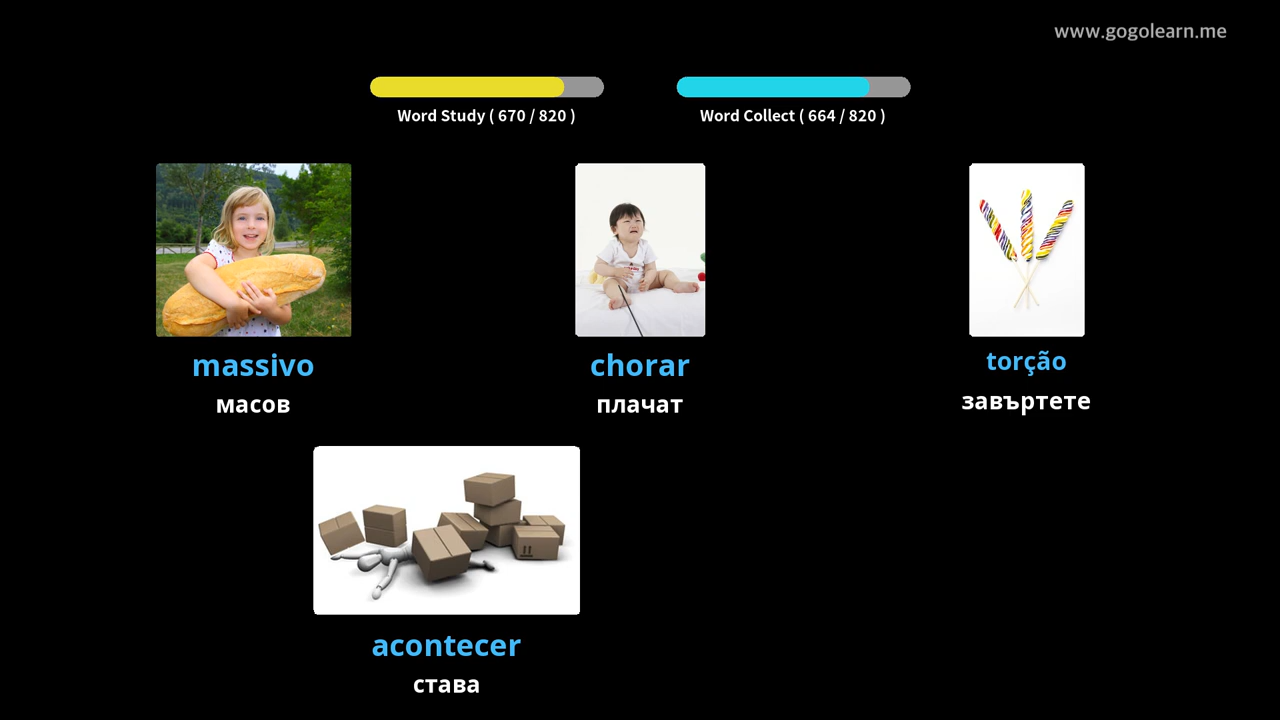 www.gogolearn.me
Word Study ( 670 / 820 )
Word Collect ( 664 / 820 )
massivo
масов
chorar
плачат
torção
завъртете
acontecer
става